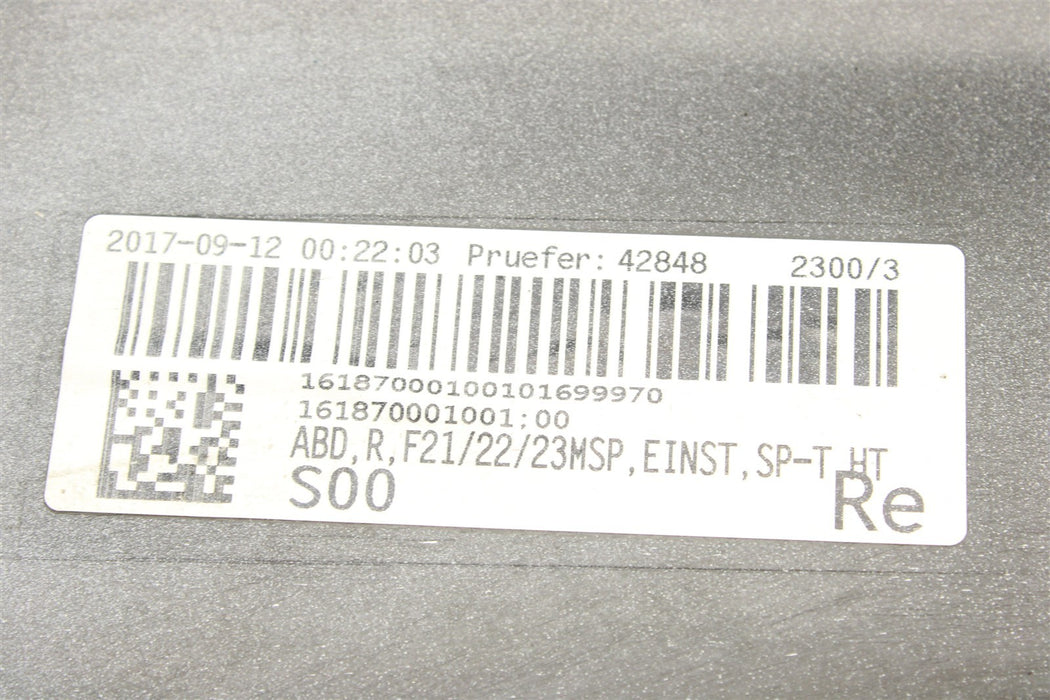 2017-09-12 00:22:03 Pruefer: 42848 2300/3
16187000100101699970
161870001001;00
ABD,R,F21/22/23MSP,EINST,SP-T HT
S00
Re